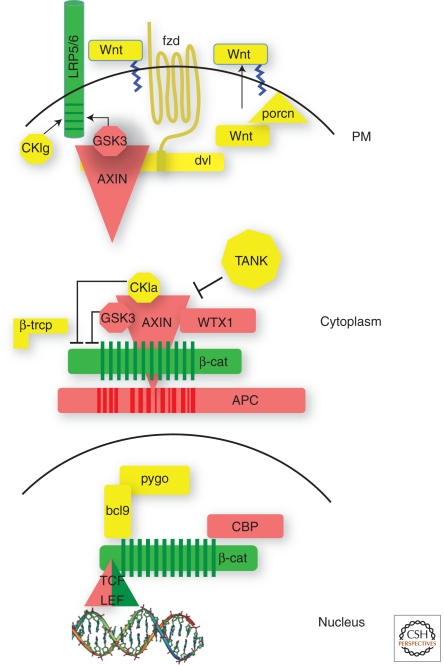 LRP5/6
Wnt
fzd
Wnt
porcn
Wnt
PM
CKIg
GSK3
dvl
AXIN
TANK
CKIa
β-trcp
GSK3
AXIN
WTX1
Cytoplasm
β-cat
APC
pygo
bcl9
CBP
β-cat
TCF
LEF
Nucleus
CSH
PERSPECTIVES